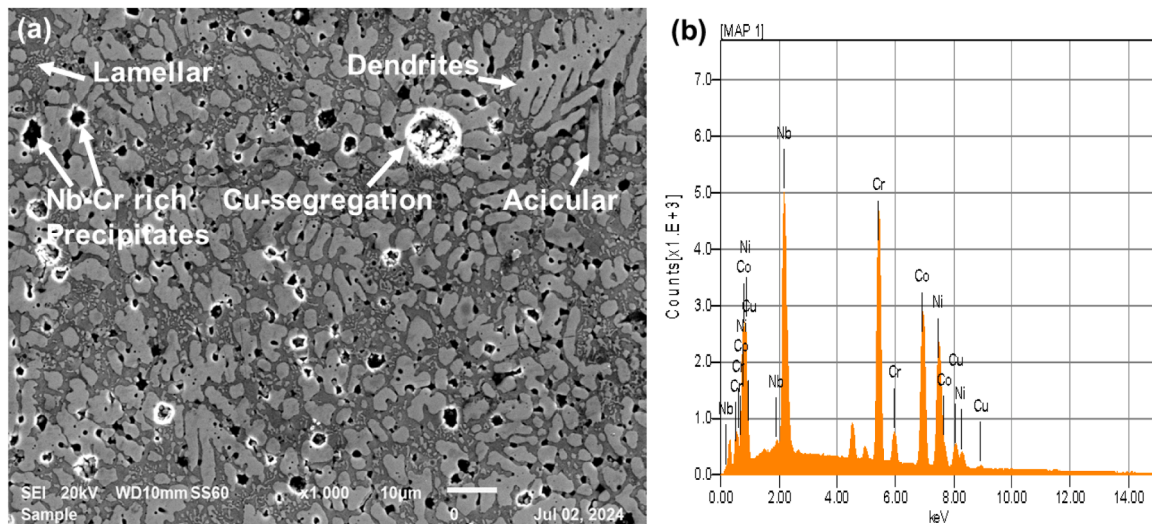 (a)
Lamellar
Dendrites
Nb-Cr rich
Precipitates
Cu-segregation
Acicular
SEI 20kV WD10mm SS60 x1 000 10µm
Sample 0 Jul 02, 2024
(b)
[MAP 1]
Counts[x1.E+3]
7.0
6.0
5.0
4.0
3.0
2.0
1.0
0.0
Nb
Cr
Ni
Co
Cu
Co
Ni
Co
Cu
Cr
Cr
Nb
Nb
Cr
Co
Cu
Ni
Cu
Ni
0.00 2.00 4.00 6.00 8.00 10.00 12.00 14.00
keV